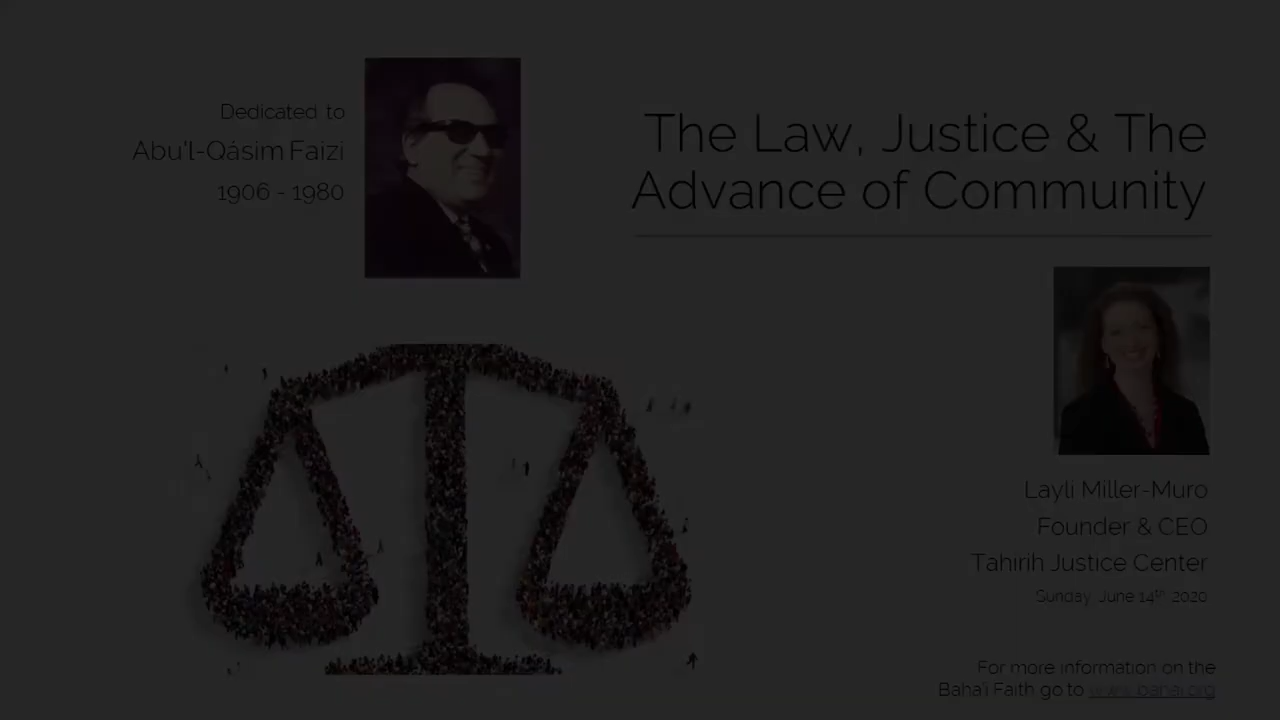 Dedicated to
Abu'l-Qásim Faizi
1906 - 1980
The Law, Justice & The
Advance of Community
Layli Miller-Muro
Founder & CEO
Tahirih Justice Center
Sunday, June 14th, 2020
For more information on the
Baha'i Faith go to www.bahai.org